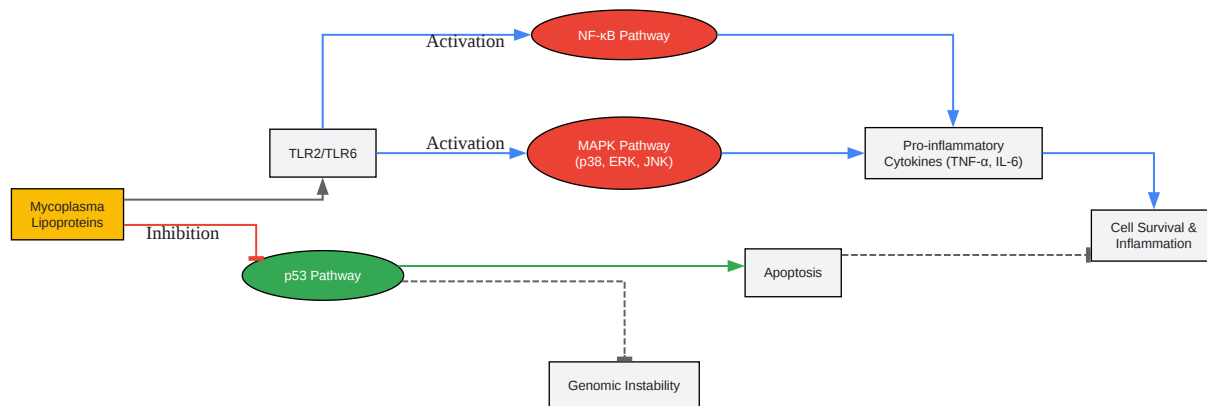 NF-κB Pathway
Activation
TLR2/TLR6
Activation
MAPK Pathway
(p38, ERK, JNK)
Pro-inflammatory
Cytokines (TNF-α, IL-6)
Mycoplasma
Lipoproteins
Inhibition
Cell Survival &
Inflammation
p53 Pathway
Apoptosis
Genomic Instability